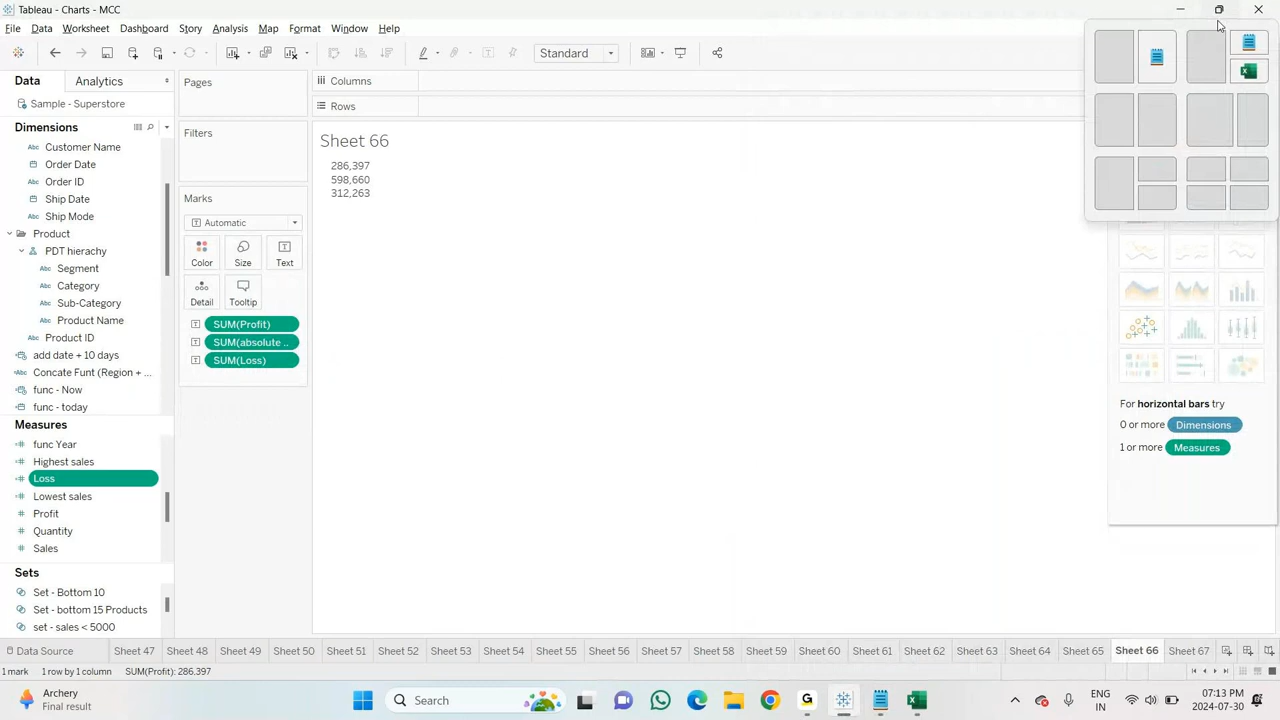 Tableau - Charts - MCC
File Data Worksheet Dashboard Story Analysis Map Format Window Help
Standard
Data Analytics
Sample - Superstore
Dimensions
Abc Customer Name
Order Date
Abc Order ID
Ship Date
Abc Ship Mode
Product
PDT hierachy
Abc Segment
Abc Category
Abc Sub-Category
Abc Product Name
Abc Product ID
add date + 10 days
Concate Funt (Region + ...
func - Now
func - today
Measures
func Year
Highest sales
Loss
Lowest sales
Profit
Quantity
Sales
Sets
Set - Bottom 10
Set - bottom 15 Products
set - sales < 5000
Pages
Filters
Marks
Automatic
Color Size Text
Detail Tooltip
SUM(Profit)
SUM(absolute ..
SUM(Loss)
Columns
Rows
Sheet 66
286,397
598,660
312,263
For horizontal bars try
0 or more Dimensions
1 or more Measures
Data Source Sheet 47 Sheet 48 Sheet 49 Sheet 50 Sheet 51 Sheet 52 Sheet 53 Sheet 54 Sheet 55 Sheet 56 Sheet 57 Sheet 58 Sheet 59 Sheet 60 Sheet 61 Sheet 62 Sheet 63 Sheet 64 Sheet 65 Sheet 66 Sheet 67
1 mark 1 row by 1 column SUM(Profit): 286,397
Archery
Final result
Search
ENG
IN
07:13 PM
2024-07-30